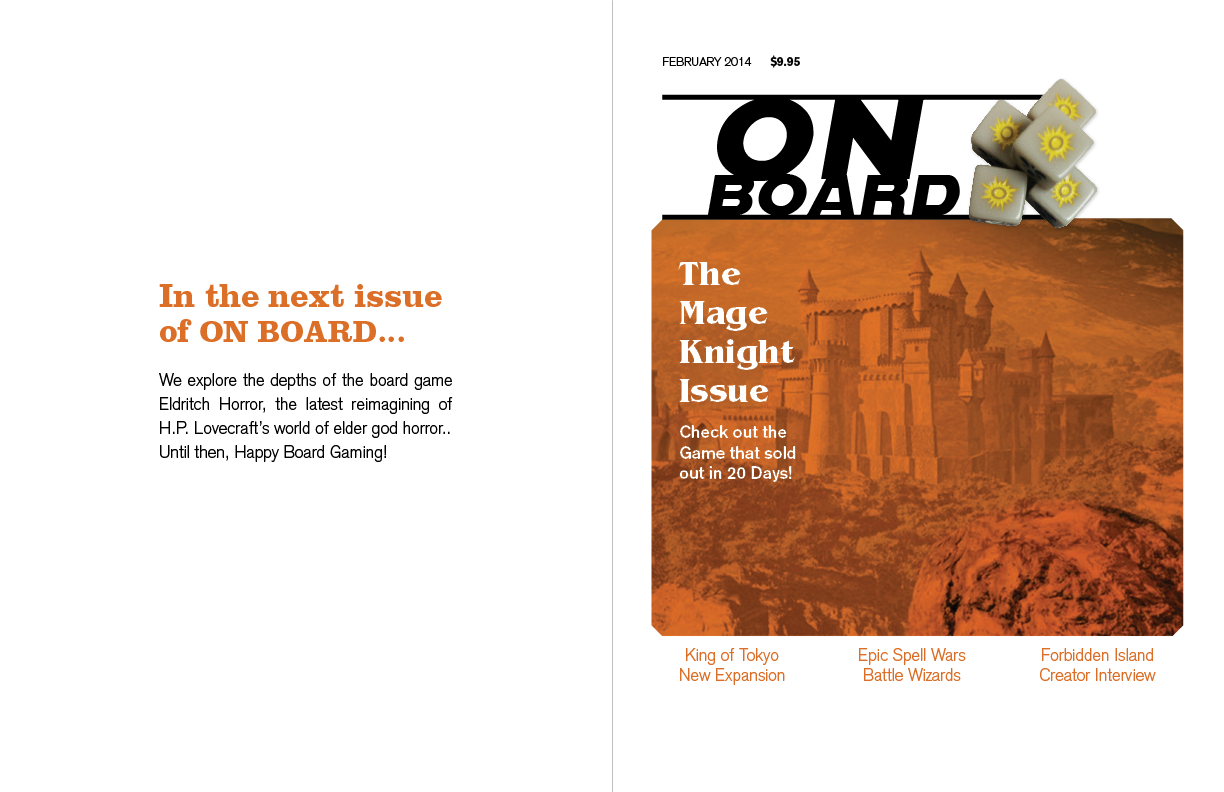 In the next issue
of ON BOARD...
We explore the depths of the board game
Eldritch Horror, the latest reimagining of
H.P. Lovecraft's world of elder god horror..
Until then, Happy Board Gaming!
FEBRUARY 2014 $9.95
ON
BOARD
The
Mage
Knight
Issue
Check out the
Game that sold
out in 20 Days!
King of Tokyo
New Expansion
Epic Spell Wars
Battle Wizards
Forbidden Island
Creator Interview